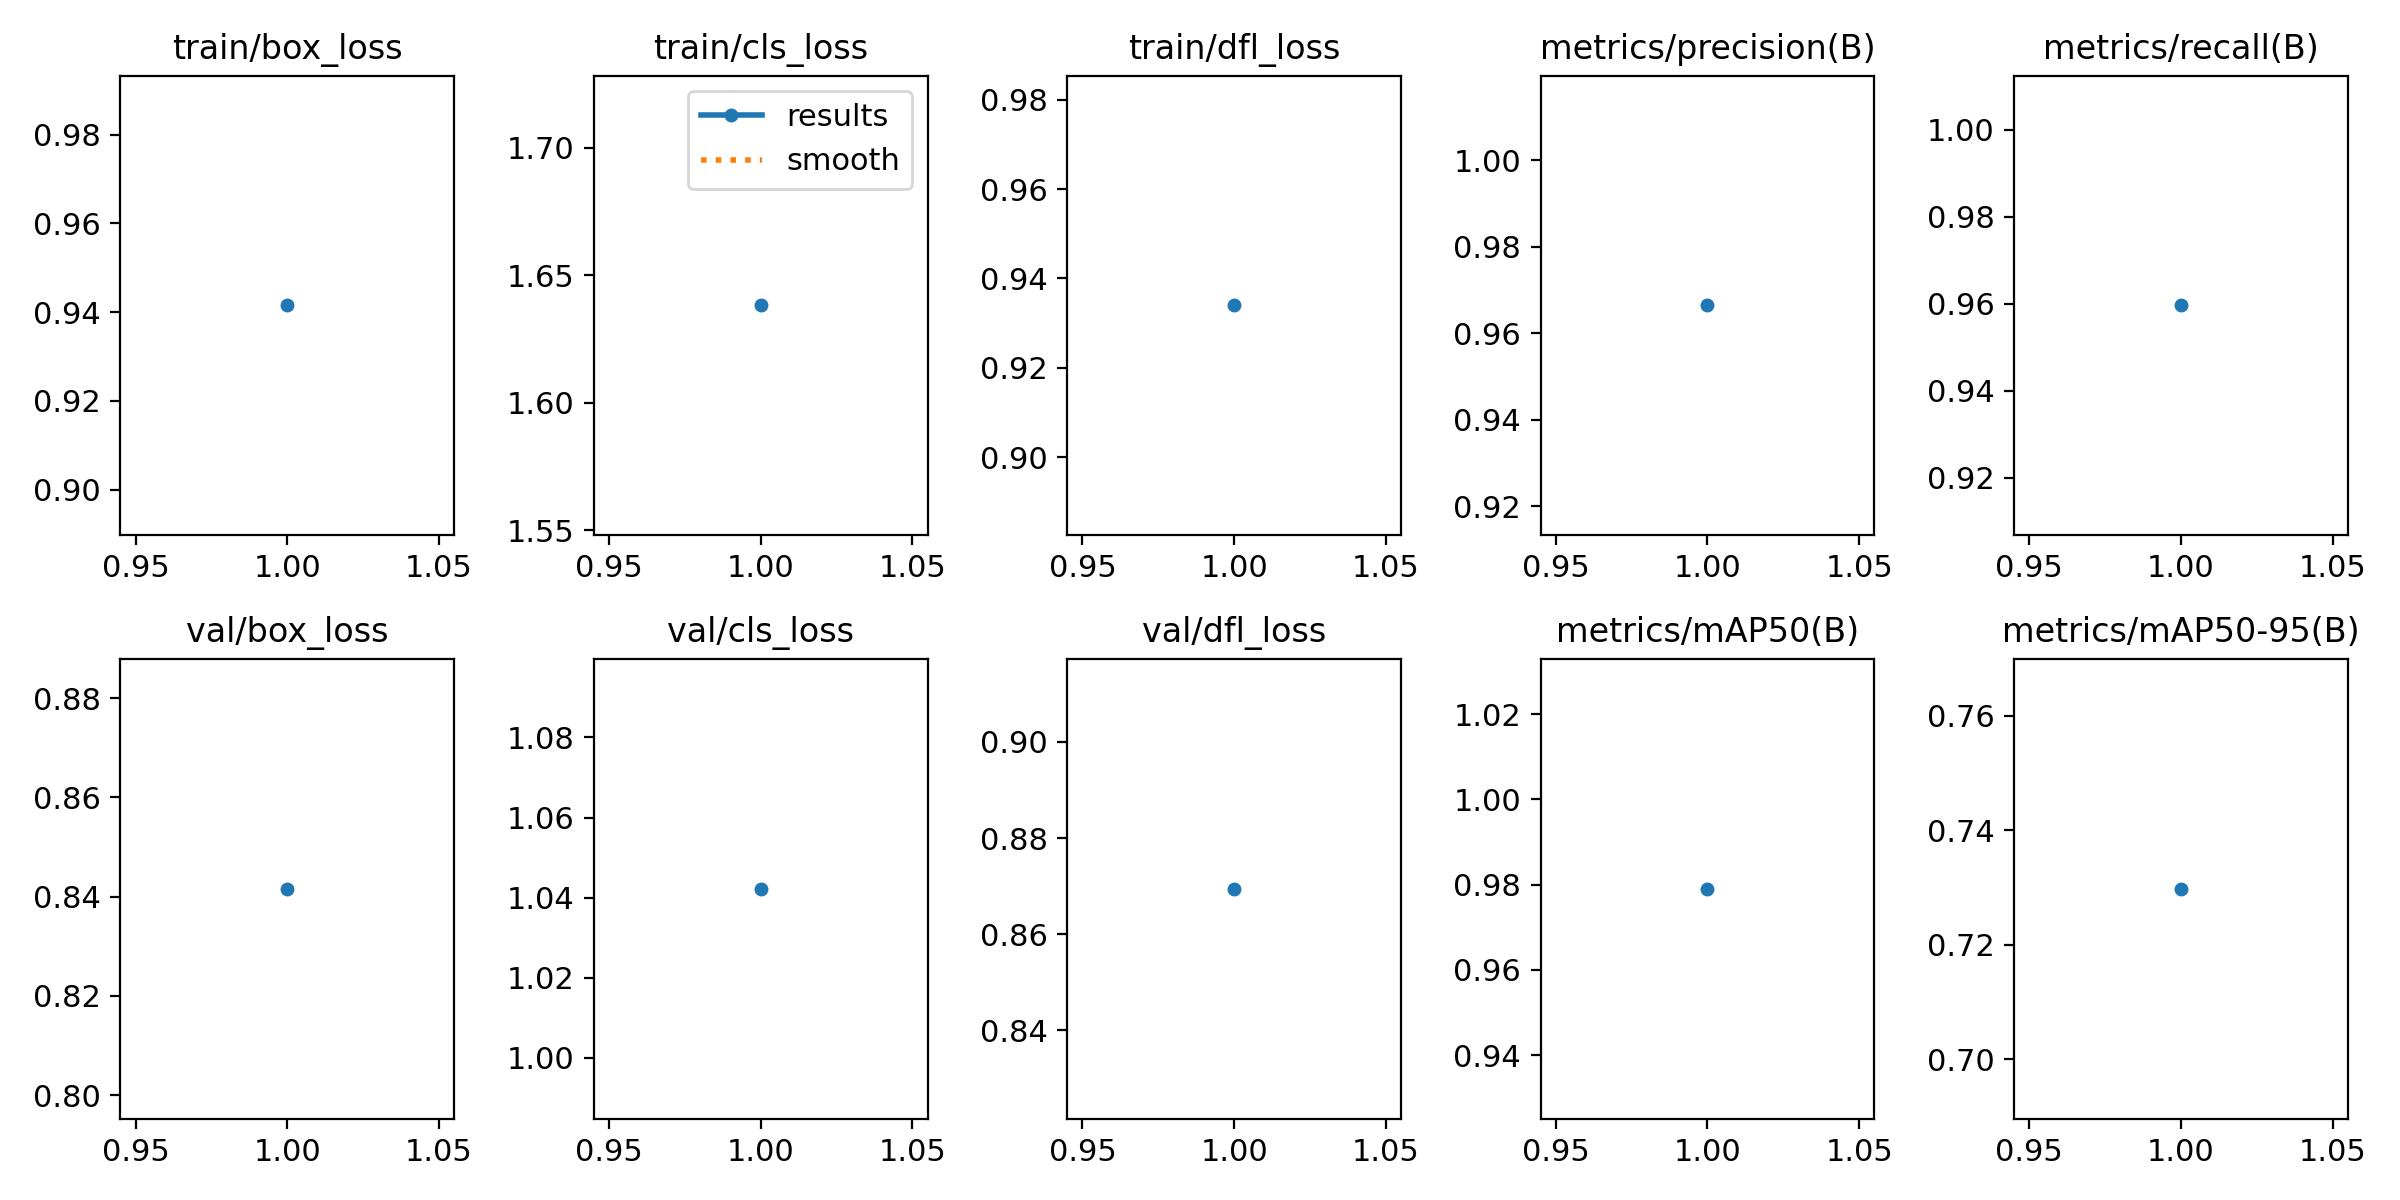 train/box_loss
0.98
0.96
0.94
0.92
0.90
0.95 1.00 1.05
train/cls_loss
results
smooth
1.70
1.65
1.60
1.55
0.95 1.00 1.05
train/dfl_loss
0.98
0.96
0.94
0.92
0.90
0.95 1.00 1.05
metrics/precision(B)
1.00
0.98
0.96
0.94
0.92
0.95 1.00 1.05
metrics/recall(B)
1.00
0.98
0.96
0.94
0.92
0.95 1.00 1.05
val/box_loss
0.88
0.86
0.84
0.82
0.80
0.95 1.00 1.05
val/cls_loss
1.08
1.06
1.04
1.02
1.00
0.95 1.00 1.05
val/dfl_loss
0.90
0.88
0.86
0.84
0.95 1.00 1.05
metrics/mAP50(B)
1.02
1.00
0.98
0.96
0.94
0.95 1.00 1.05
metrics/mAP50-95(B)
0.76
0.74
0.72
0.70
0.95 1.00 1.05